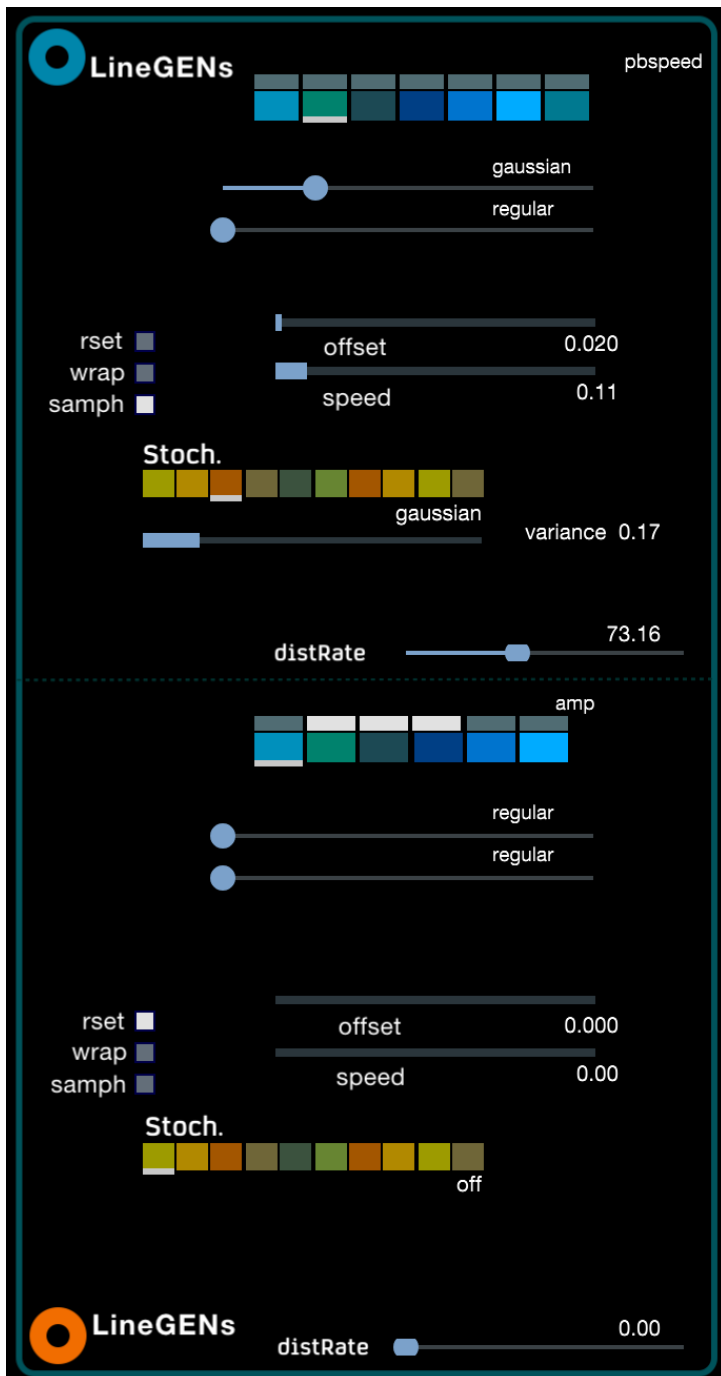 LineGENs
pbspeed
gaussian
regular
rset
offset 0.020
wrap
speed 0.11
samph
Stoch.
gaussian
variance 0.17
distRate 73.16
amp
regular
regular
rset
offset 0.000
wrap
speed 0.00
samph
Stoch.
off
LineGENs
distRate 0.00